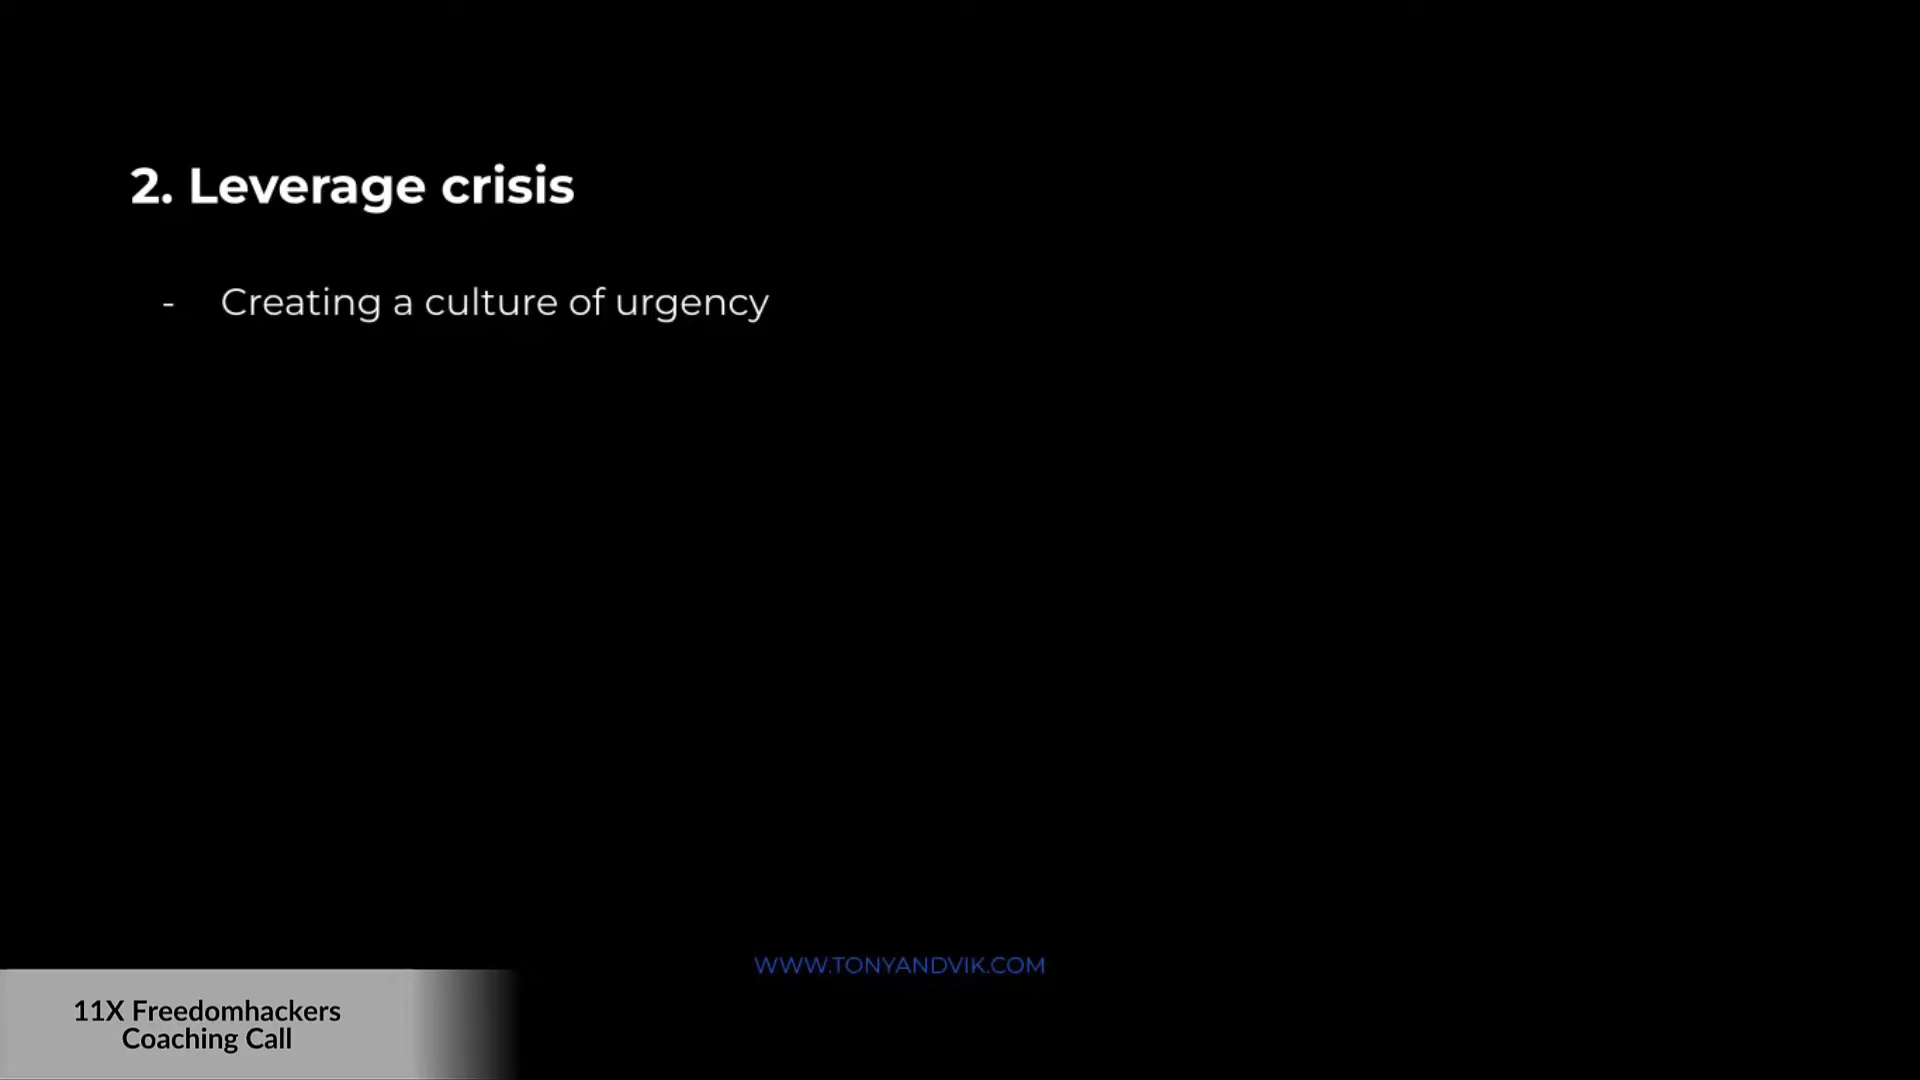 2. Leverage crisis
- Creating a culture of urgency
WWW.TONYANDVIK.COM
11X Freedomhackers
Coaching Call